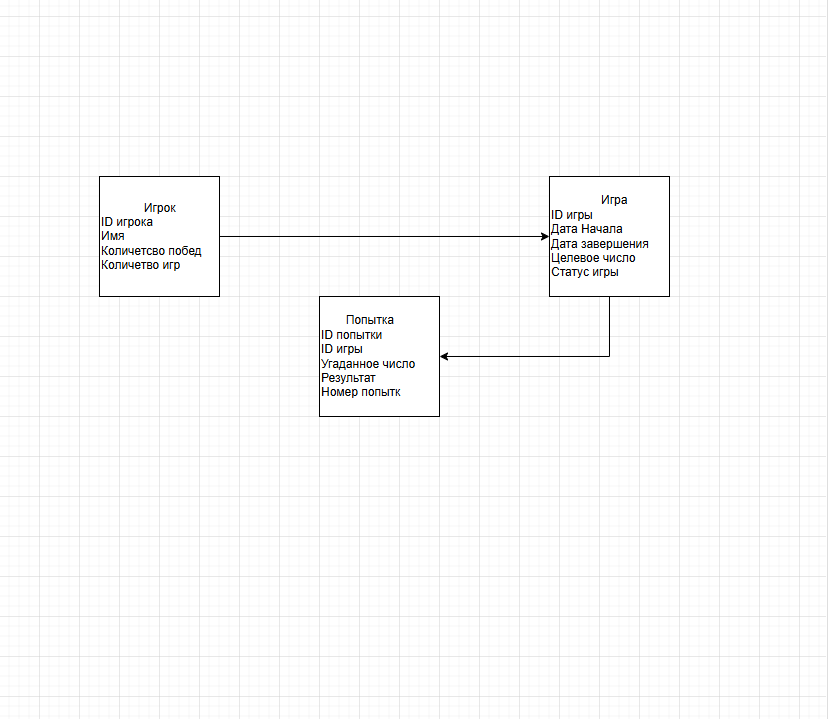 Игрок
ID игрока
Имя
Количетсво побед
Количетво игр
Игра
ID игры
Дата Начала
Дата завершения
Целевое число
Статус игры
Попытка
ID попытки
ID игры
Угаданное число
Результат
Номер попытк